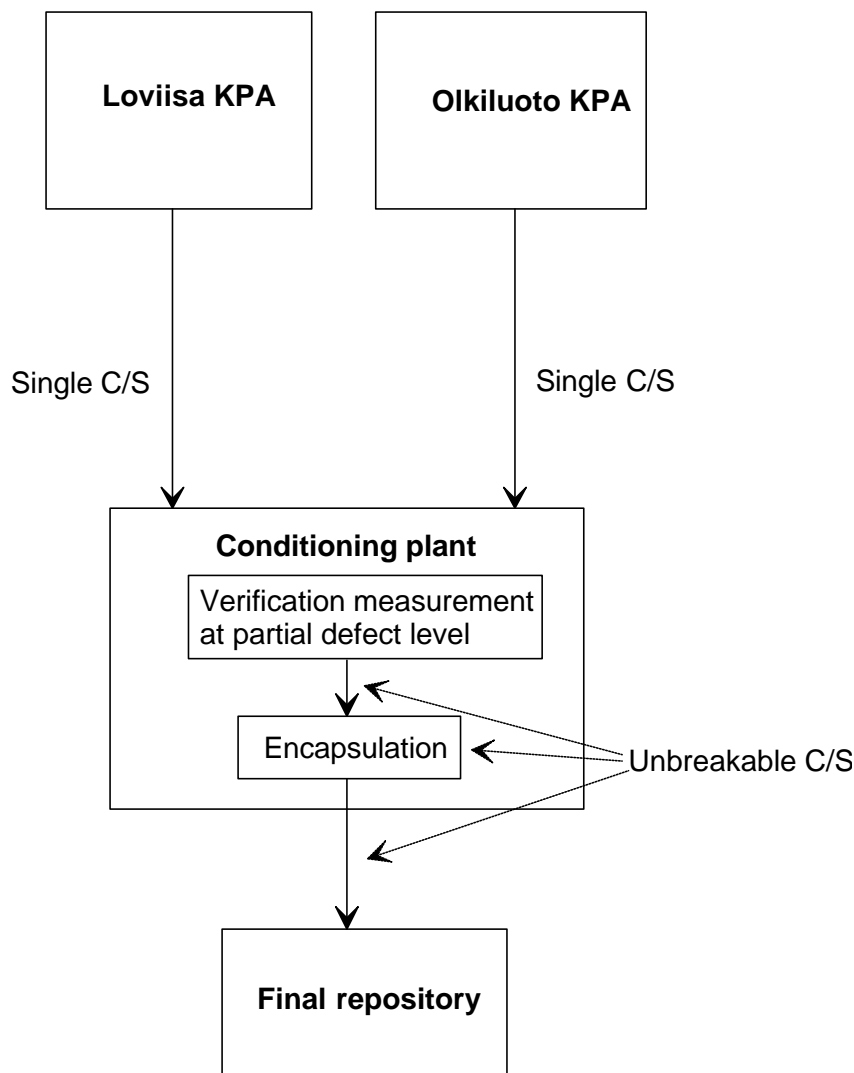 Loviisa KPA
Olkiluoto KPA
Single C/S
Single C/S
Conditioning plant
Verification measurement
at partial defect level
Encapsulation
Unbreakable C/S
Final repository